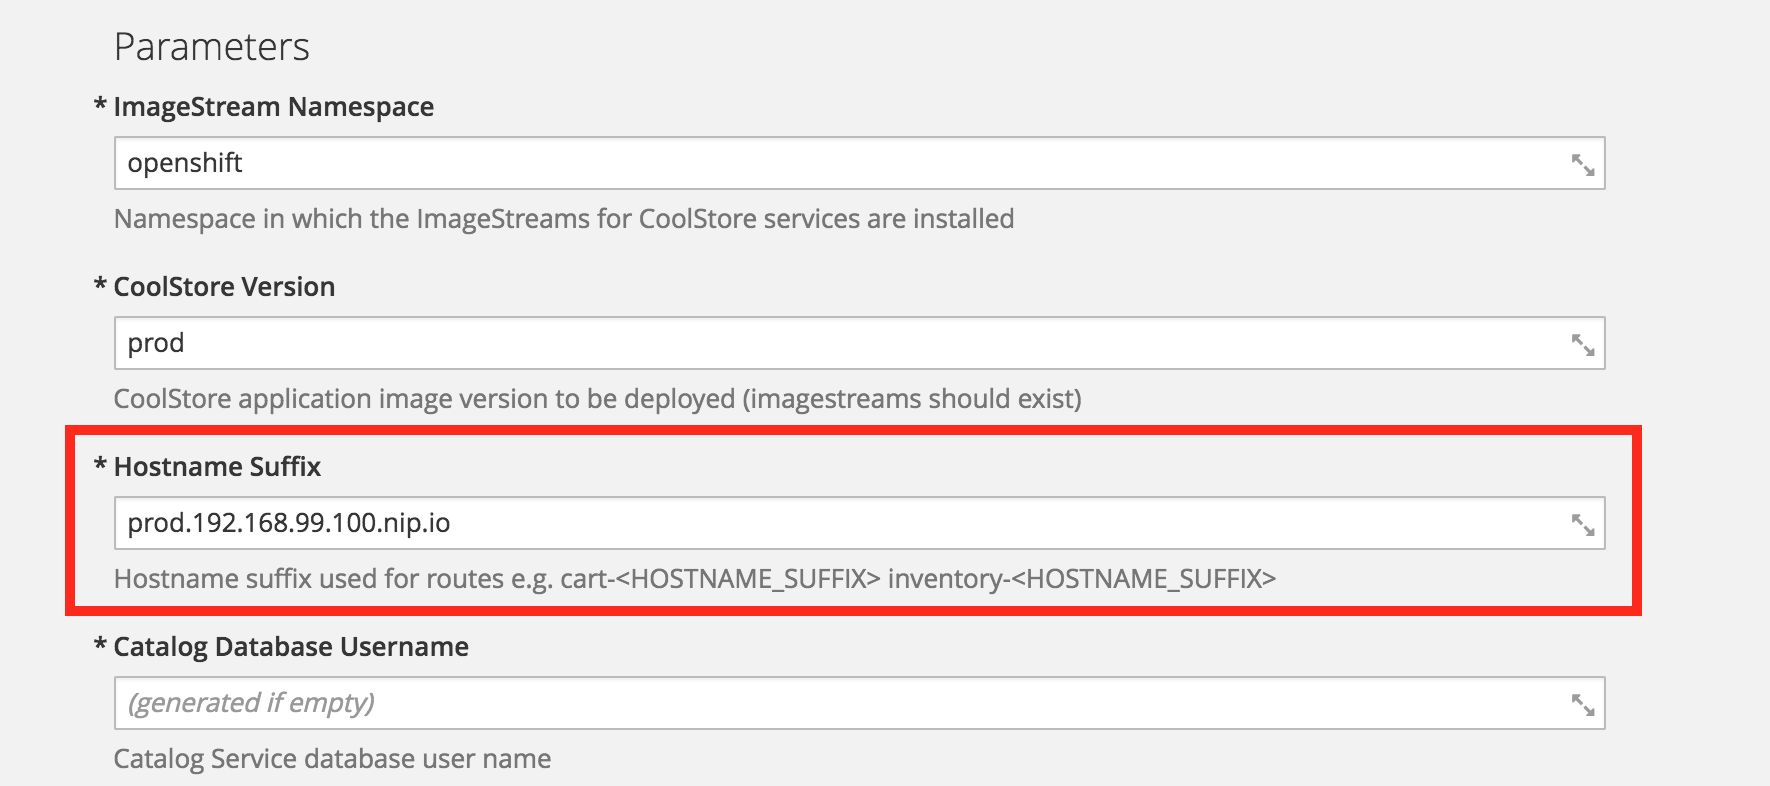 Parameters
* ImageStream Namespace
openshift
Namespace in which the ImageStreams for CoolStore services are installed
* CoolStore Version
prod
CoolStore application image version to be deployed (imagestreams should exist)
* Hostname Suffix
prod.192.168.99.100.nip.io
Hostname suffix used for routes e.g. cart-<HOSTNAME_SUFFIX> inventory-<HOSTNAME_SUFFIX>
* Catalog Database Username
(generated if empty)
Catalog Service database user name